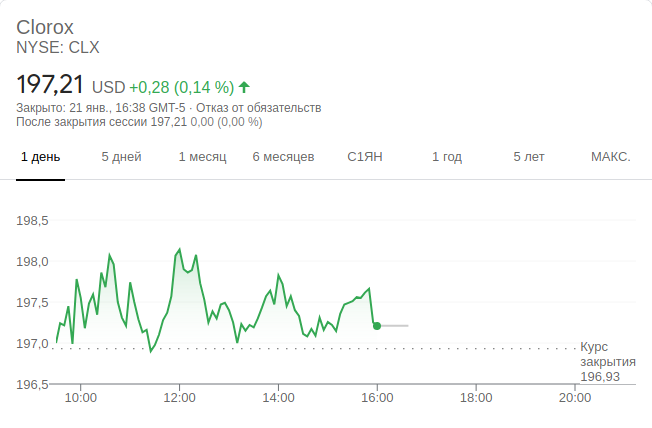 Clorox
NYSE: CLX
197,21 USD +0,28 (0,14 %)
Закрыто: 21 янв., 16:38 GMT-5 · Отказ от обязательств
После закрытия сессии 197,21 0,00 (0,00 %)
1 день 5 дней 1 месяц 6 месяцев С1ЯН 1 год 5 лет МАКС.
198,5
198,0
197,5
197,0
Курс
закрытия
196,93
196,5
10:00 12:00 14:00 16:00 18:00 20:00